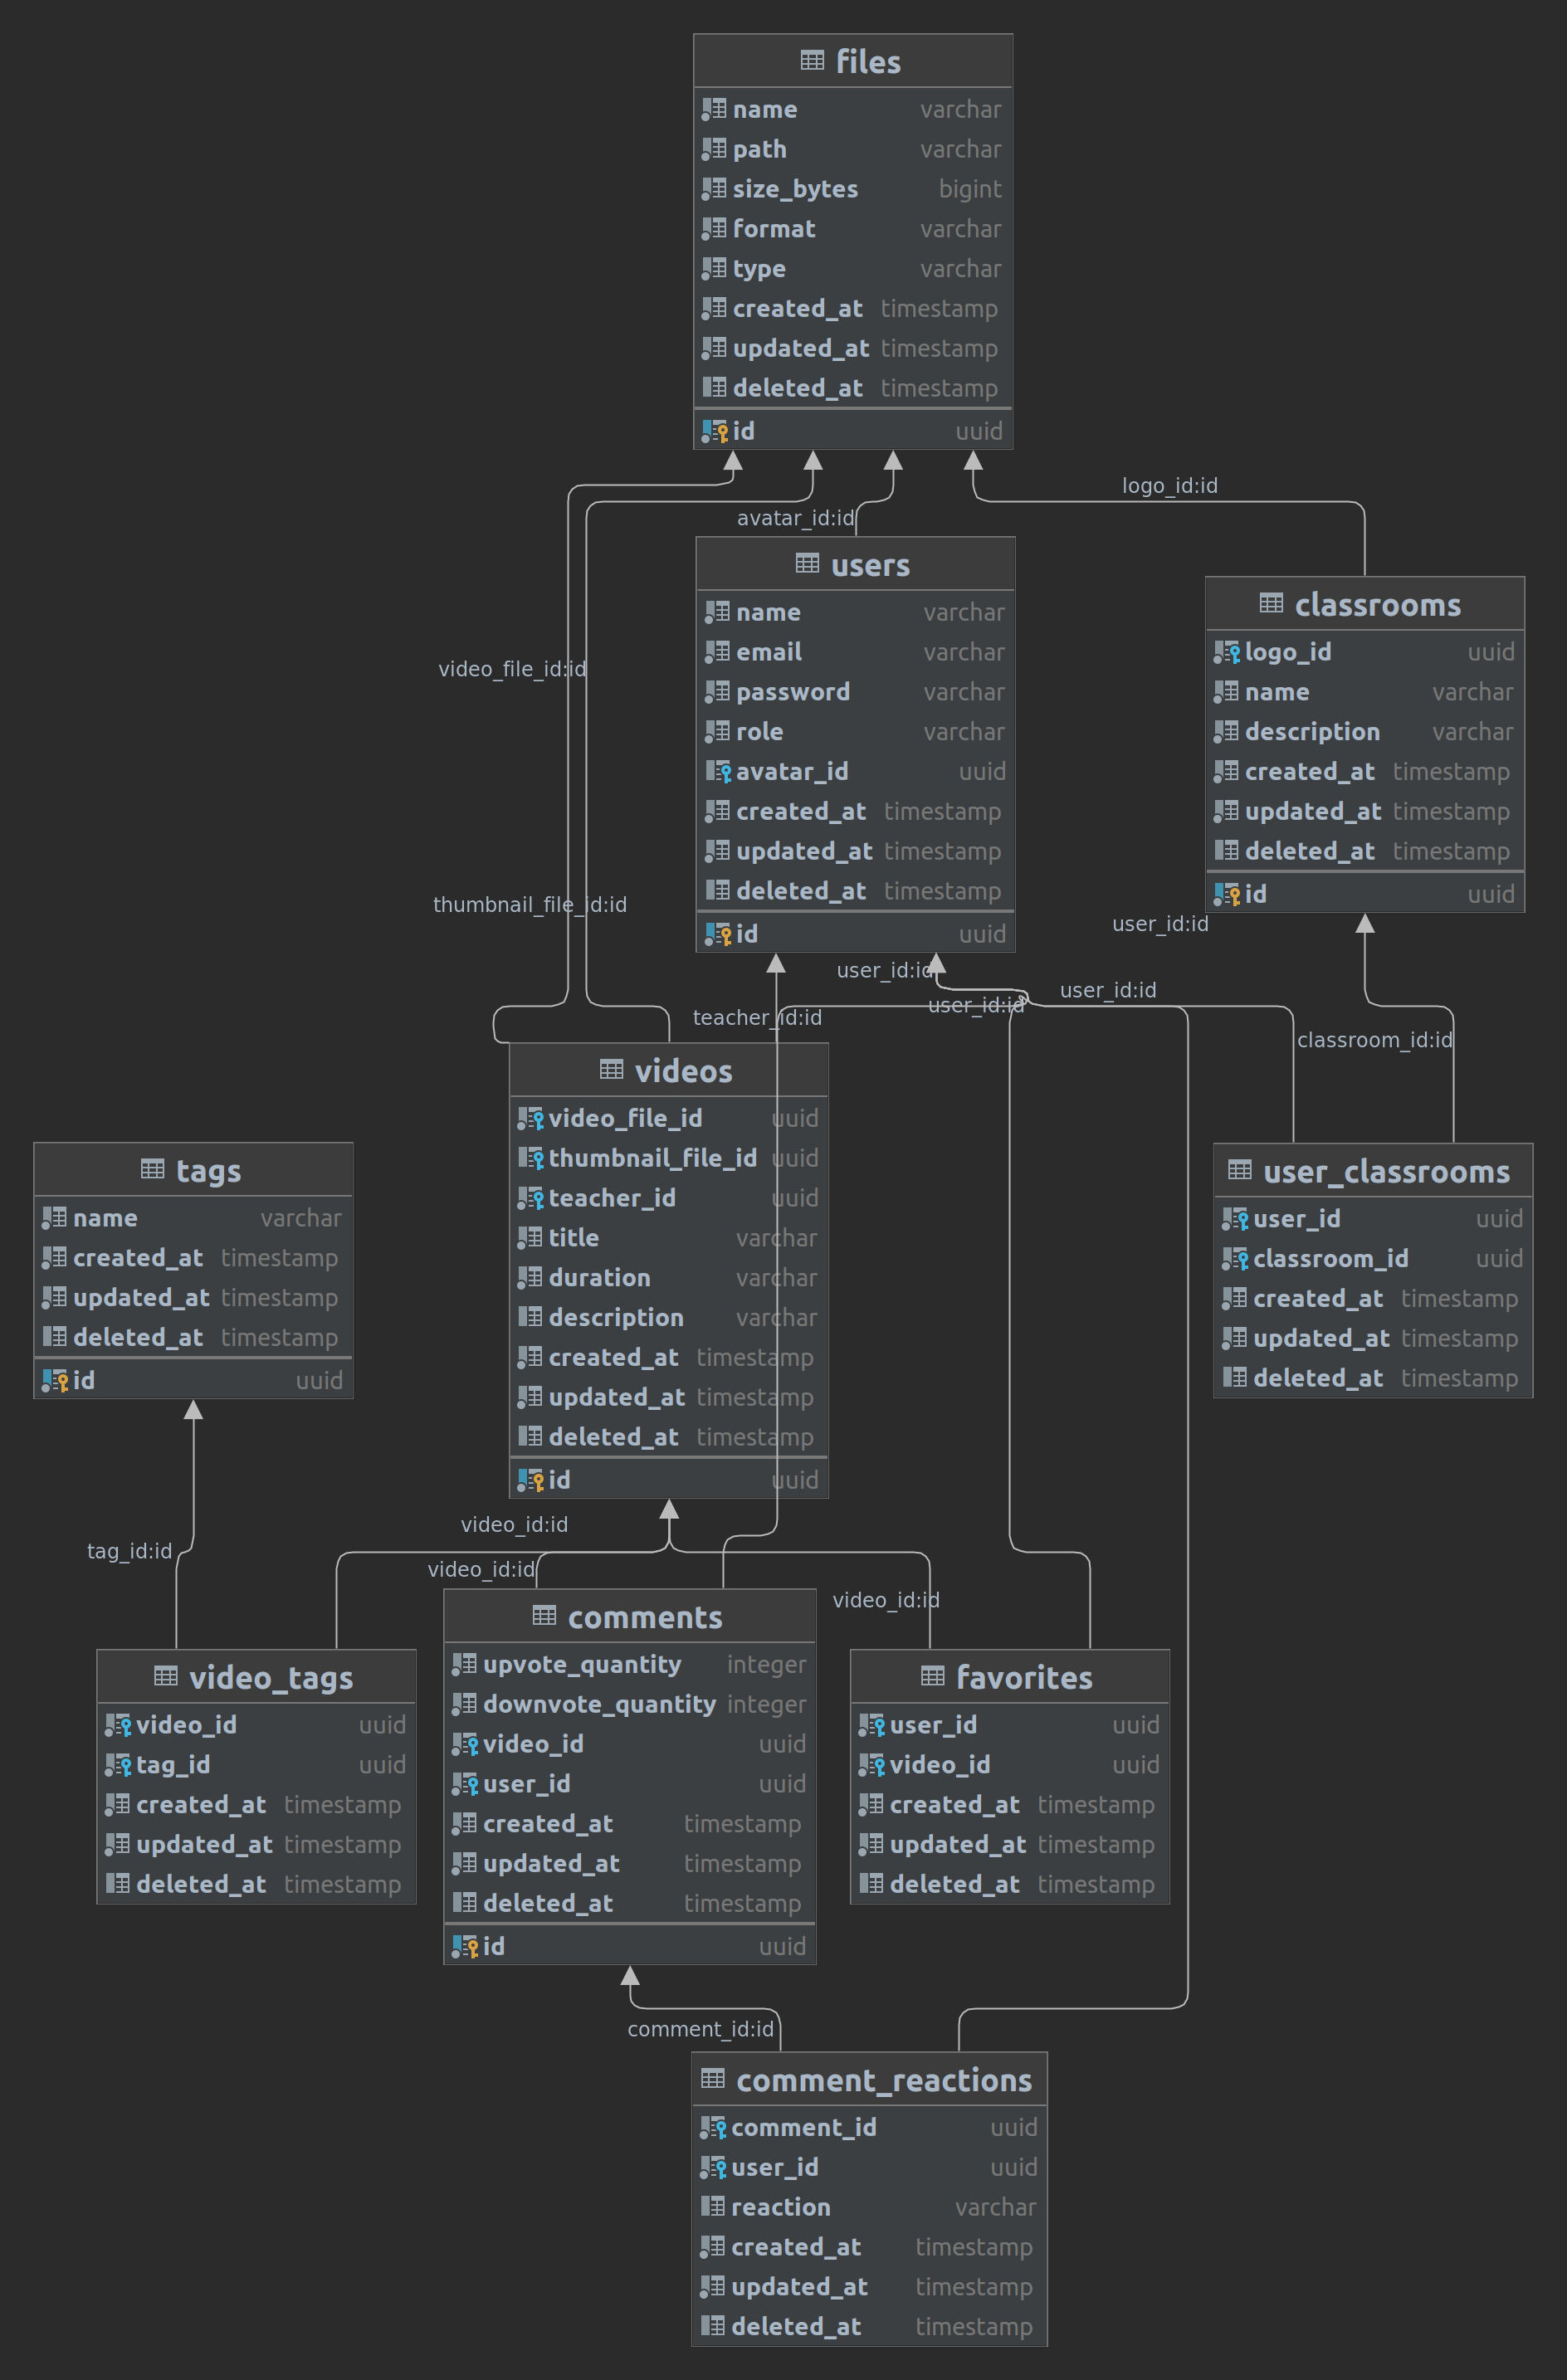 files
name varchar
path varchar
size_bytes bigint
format varchar
type varchar
created_at timestamp
updated_at timestamp
deleted_at timestamp
id uuid
logo_id:id
avatar_id:id
users
name varchar
email varchar
password varchar
role varchar
avatar_id uuid
created_at timestamp
updated_at timestamp
deleted_at timestamp
id uuid
classrooms
logo_id uuid
name varchar
description varchar
created_at timestamp
updated_at timestamp
deleted_at timestamp
id uuid
video_file_id:id
thumbnail_file_id:id
user_id:id
user_id:id
user_id:id
user_id:id
teacher_id:id
classroom_id:id
videos
video_file_id uuid
thumbnail_file_id uuid
teacher_id uuid
title varchar
duration varchar
description varchar
created_at timestamp
updated_at timestamp
deleted_at timestamp
id uuid
tags
name varchar
created_at timestamp
updated_at timestamp
deleted_at timestamp
id uuid
user_classrooms
user_id uuid
classroom_id uuid
created_at timestamp
updated_at timestamp
deleted_at timestamp
video_id:id
tag_id:id
video_id:id
video_id:id
video_tags
video_id uuid
tag_id uuid
created_at timestamp
updated_at timestamp
deleted_at timestamp
comments
upvote_quantity integer
downvote_quantity integer
video_id uuid
user_id uuid
created_at timestamp
updated_at timestamp
deleted_at timestamp
id uuid
favorites
user_id uuid
video_id uuid
created_at timestamp
updated_at timestamp
deleted_at timestamp
comment_id:id
comment_reactions
comment_id uuid
user_id uuid
reaction varchar
created_at timestamp
updated_at timestamp
deleted_at timestamp